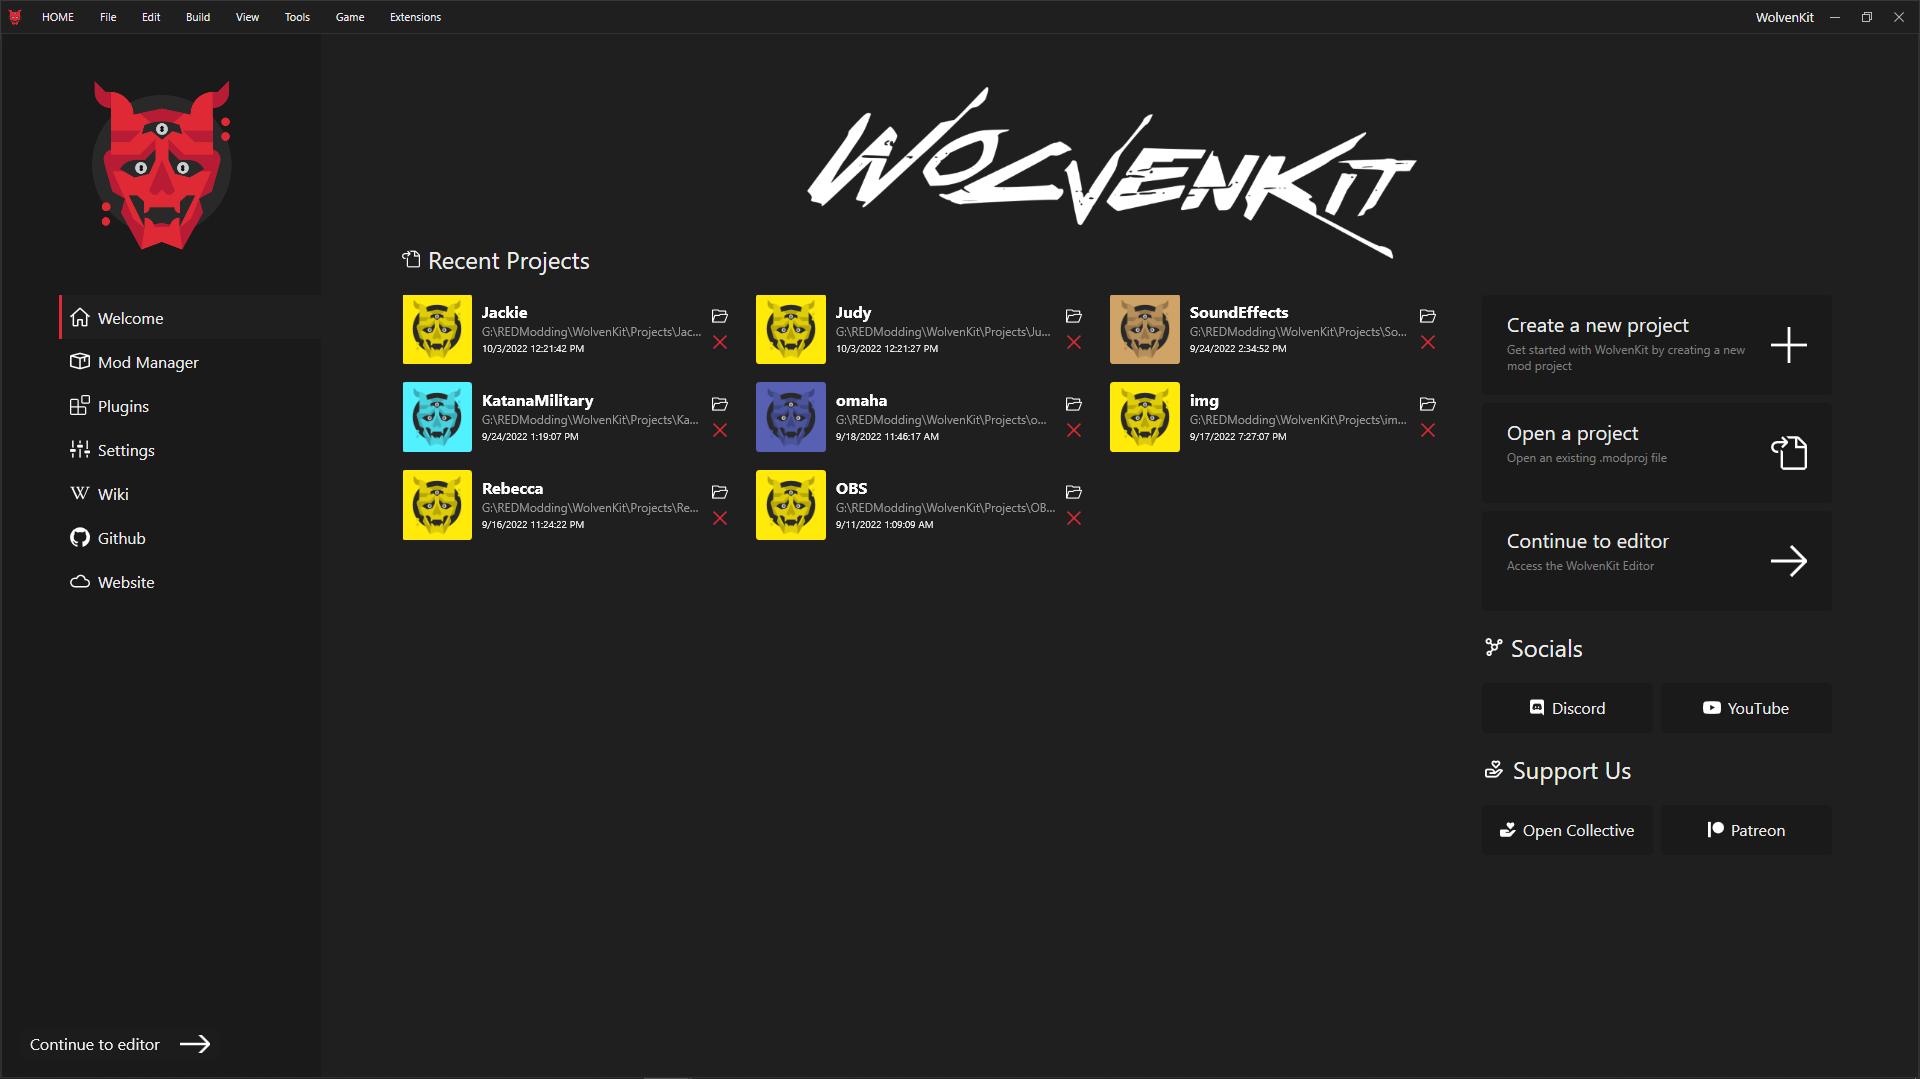 HOME File Edit Build View Tools Game Extensions WolvenKit
WOLVENKIT
Welcome
Mod Manager
Plugins
Settings
Wiki
Github
Website
Continue to editor
Recent Projects
Jackie
G:\REDModding\WolvenKit\Projects\Jac...
10/3/2022 12:21:42 PM
Judy
G:\REDModding\WolvenKit\Projects\Ju...
10/3/2022 12:21:27 PM
SoundEffects
G:\REDModding\WolvenKit\Projects\So...
9/24/2022 2:34:52 PM
KatanaMilitary
G:\REDModding\WolvenKit\Projects\Ka...
9/24/2022 1:19:07 PM
omaha
G:\REDModding\WolvenKit\Projects\o...
9/18/2022 11:46:17 AM
img
G:\REDModding\WolvenKit\Projects\im...
9/17/2022 7:27:07 PM
Rebecca
G:\REDModding\WolvenKit\Projects\Re...
9/16/2022 11:24:22 PM
OBS
G:\REDModding\WolvenKit\Projects\OB...
9/11/2022 1:09:09 AM
Create a new project
Get started with WolvenKit by creating a new
mod project
Open a project
Open an existing .modproj file
Continue to editor
Access the WolvenKit Editor
Socials
Discord
YouTube
Support Us
Open Collective
Patreon